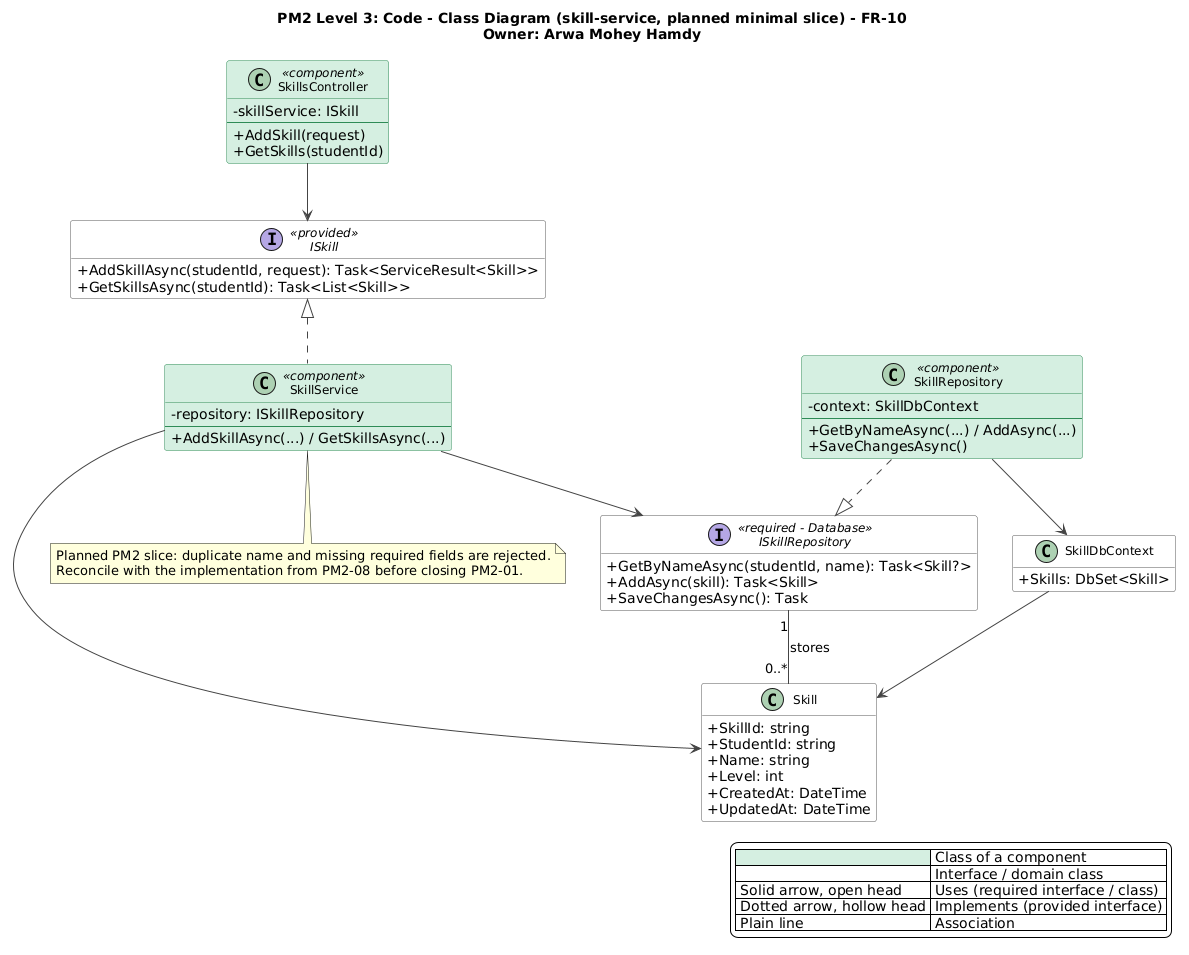 PM2 Level 3: Code - Class Diagram (skill-service, planned minimal slice) - FR-10
Owner: Arwa Mohey Hamdy
C «component»
SkillsController
-skillService: ISkill
+AddSkill(request)
+GetSkills(studentId)
I «provided»
ISkill
+AddSkillAsync(studentId, request): Task<ServiceResult<Skill>>
+GetSkillsAsync(studentId): Task<List<Skill>>
C «component»
SkillService
-repository: ISkillRepository
+AddSkillAsync(...) / GetSkillsAsync(...)
C «component»
SkillRepository
-context: SkillDbContext
+GetByNameAsync(...) / AddAsync(...)
+SaveChangesAsync()
Planned PM2 slice: duplicate name and missing required fields are rejected.
Reconcile with the implementation from PM2-08 before closing PM2-01.
I «required - Database»
ISkillRepository
+GetByNameAsync(studentId, name): Task<Skill?>
+AddAsync(skill): Task<Skill>
+SaveChangesAsync(): Task
C SkillDbContext
+Skills: DbSet<Skill>
1
stores
0..*
C Skill
+SkillId: string
+StudentId: string
+Name: string
+Level: int
+CreatedAt: DateTime
+UpdatedAt: DateTime
Class of a component
Interface / domain class
Solid arrow, open head Uses (required interface / class)
Dotted arrow, hollow head Implements (provided interface)
Plain line Association